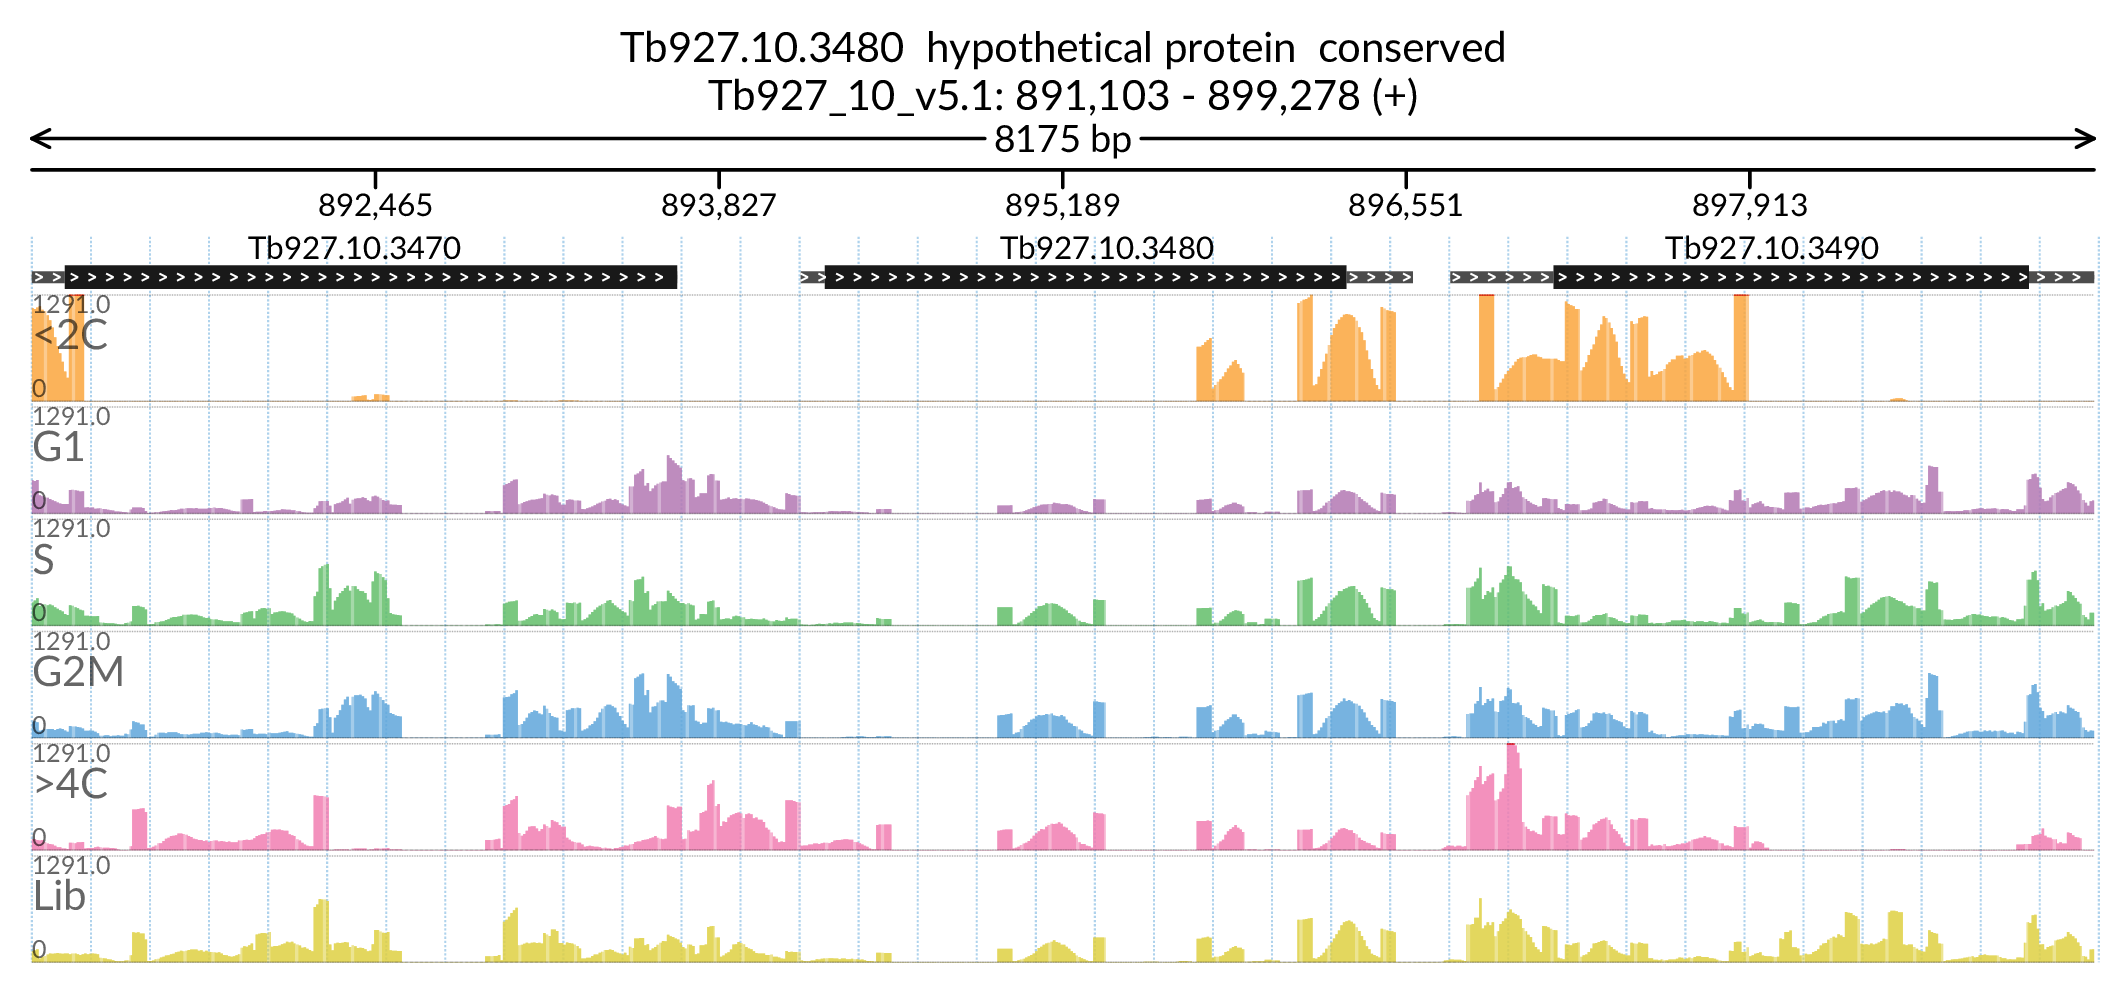 Tb927.10.3480  hypothetical protein  conserved
Tb927_10_v5.1: 891,103 - 899,278 (+)
8175 bp
892,465 893,827 895,189 896,551 897,913
Tb927.10.3470 Tb927.10.3480 Tb927.10.3490
1291.0
<2C
0
1291.0
G1
0
1291.0
S
0
1291.0
G2M
0
1291.0
>4C
0
1291.0
Lib
0